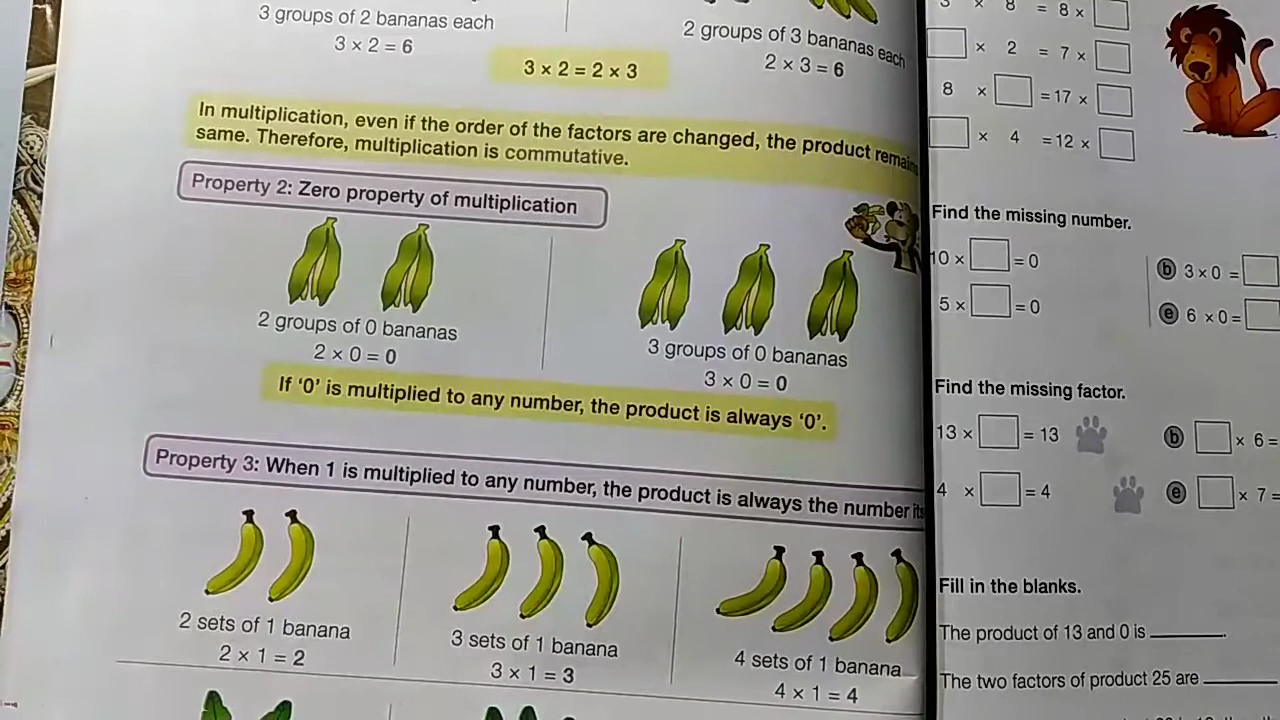 3 groups of 2 bananas each
3 × 2 = 6
2 groups of 3 bananas each
2 × 3 = 6
3 × 2 = 2 × 3
In multiplication, even if the order of the factors are changed, the product remains
same. Therefore, multiplication is commutative.
Property 2: Zero property of multiplication
2 groups of 0 bananas
2 × 0 = 0
3 groups of 0 bananas
3 × 0 = 0
If ‘0’ is multiplied to any number, the product is always ‘0’.
Property 3: When 1 is multiplied to any number, the product is always the number
2 sets of 1 banana
2 × 1 = 2
3 sets of 1 banana
3 × 1 = 3
4 sets of 1 banana
4 × 1 = 4
× 8 = 8 ×
× 2 = 7 ×
8 × = 17 ×
× 4 = 12 ×
Find the missing number.
10 × = 0
b 3 × 0 =
5 × = 0
e 6 × 0 =
Find the missing factor.
13 × = 13
b × 6 =
4 × = 4
e × 7 =
Fill in the blanks.
The product of 13 and 0 is ______.
The two factors of product 25 are ______